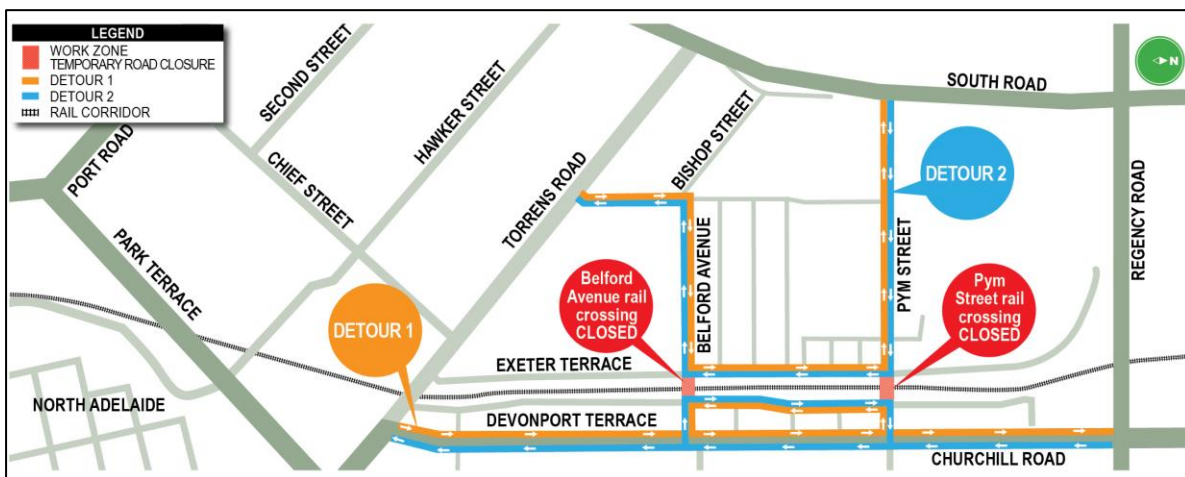 LEGEND
WORK ZONE
TEMPORARY ROAD CLOSURE
DETOUR 1
DETOUR 2
RAIL CORRIDOR
SECOND STREET
HAWKER STREET
PORT ROAD
CHIEF STREET
PARK TERRACE
TORRENS ROAD
BISHOP STREET
SOUTH ROAD
N
DETOUR 2
REGENCY ROAD
BELFORD AVENUE
PYM STREET
Belford
Avenue rail
crossing
CLOSED
Pym
Street rail
crossing
CLOSED
DETOUR 1
EXETER TERRACE
NORTH ADELAIDE
DEVONPORT TERRACE
CHURCHILL ROAD